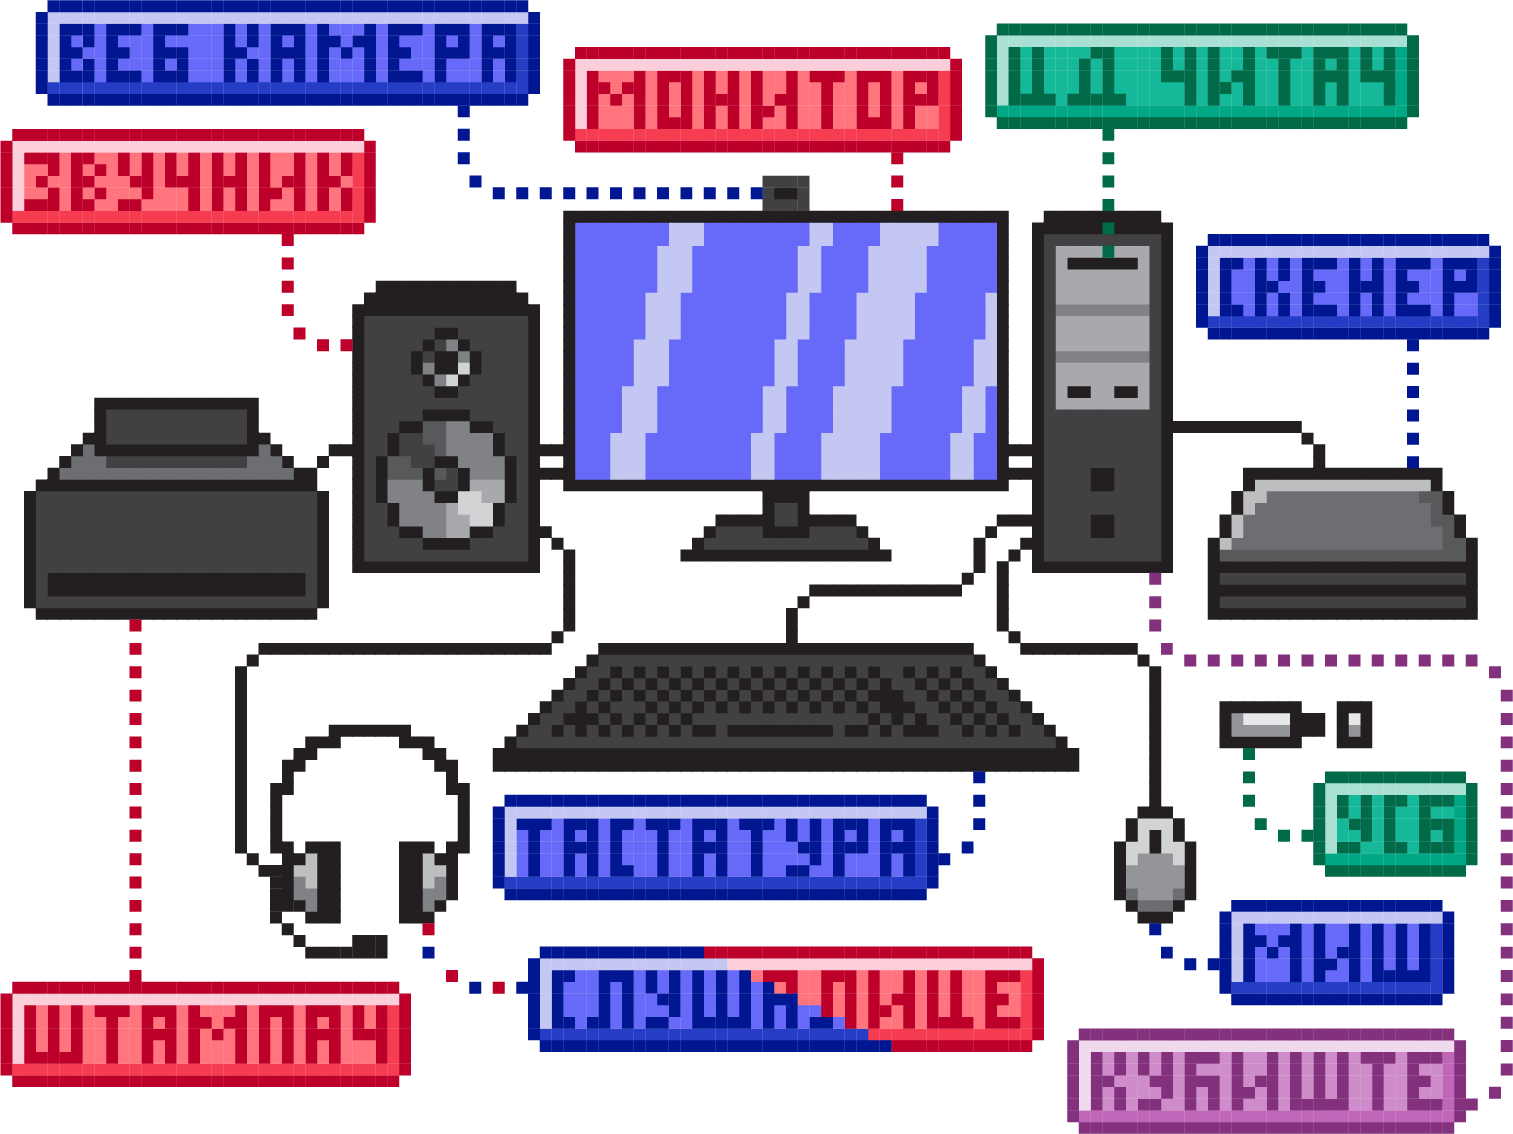 ВЕБ КАМЕРА
МОНИТОР
ЦД ЧИТАЧ
ЗВУЧНИК
СКЕНЕР
ТАСТАТУРА
УСБ
МИШ
СЛУШАЛИЦЕ
ШТАМПАЧ
КУЋИШТЕ